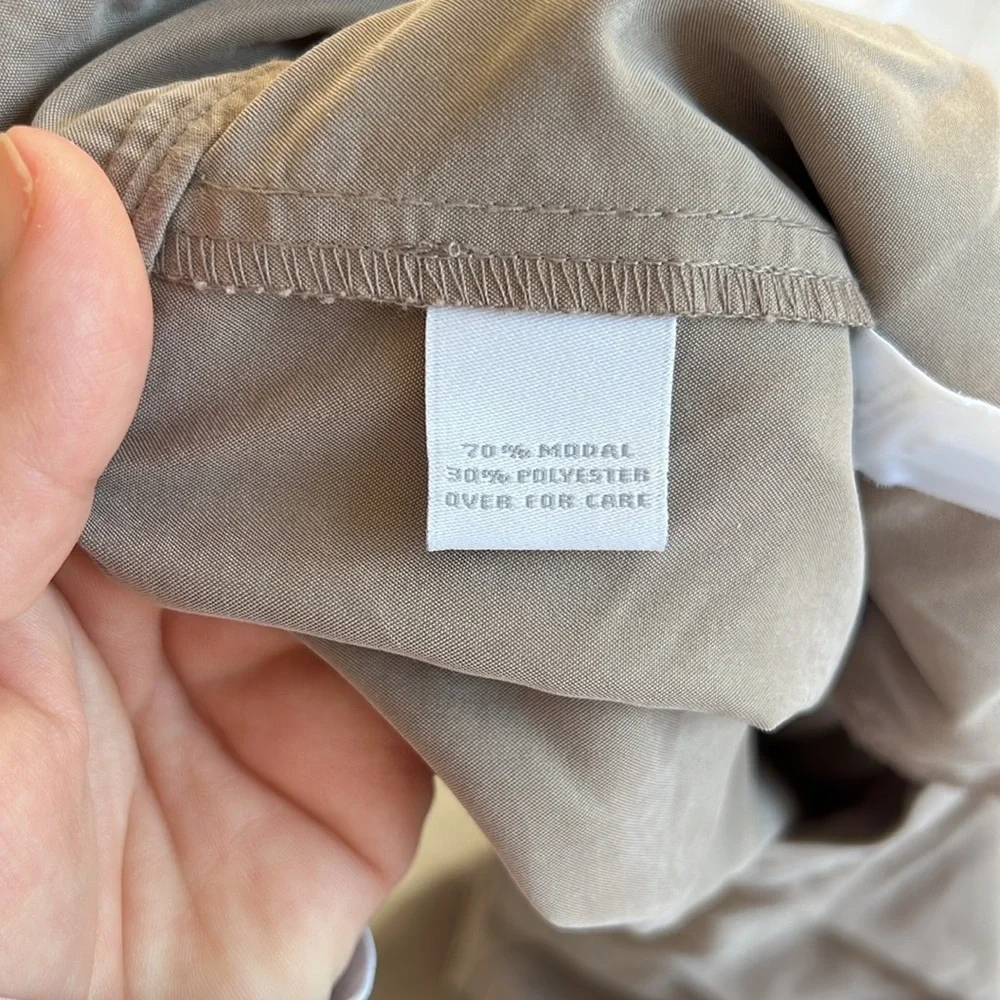 70% MODAL
30% POLYESTER
OVER FOR CARE